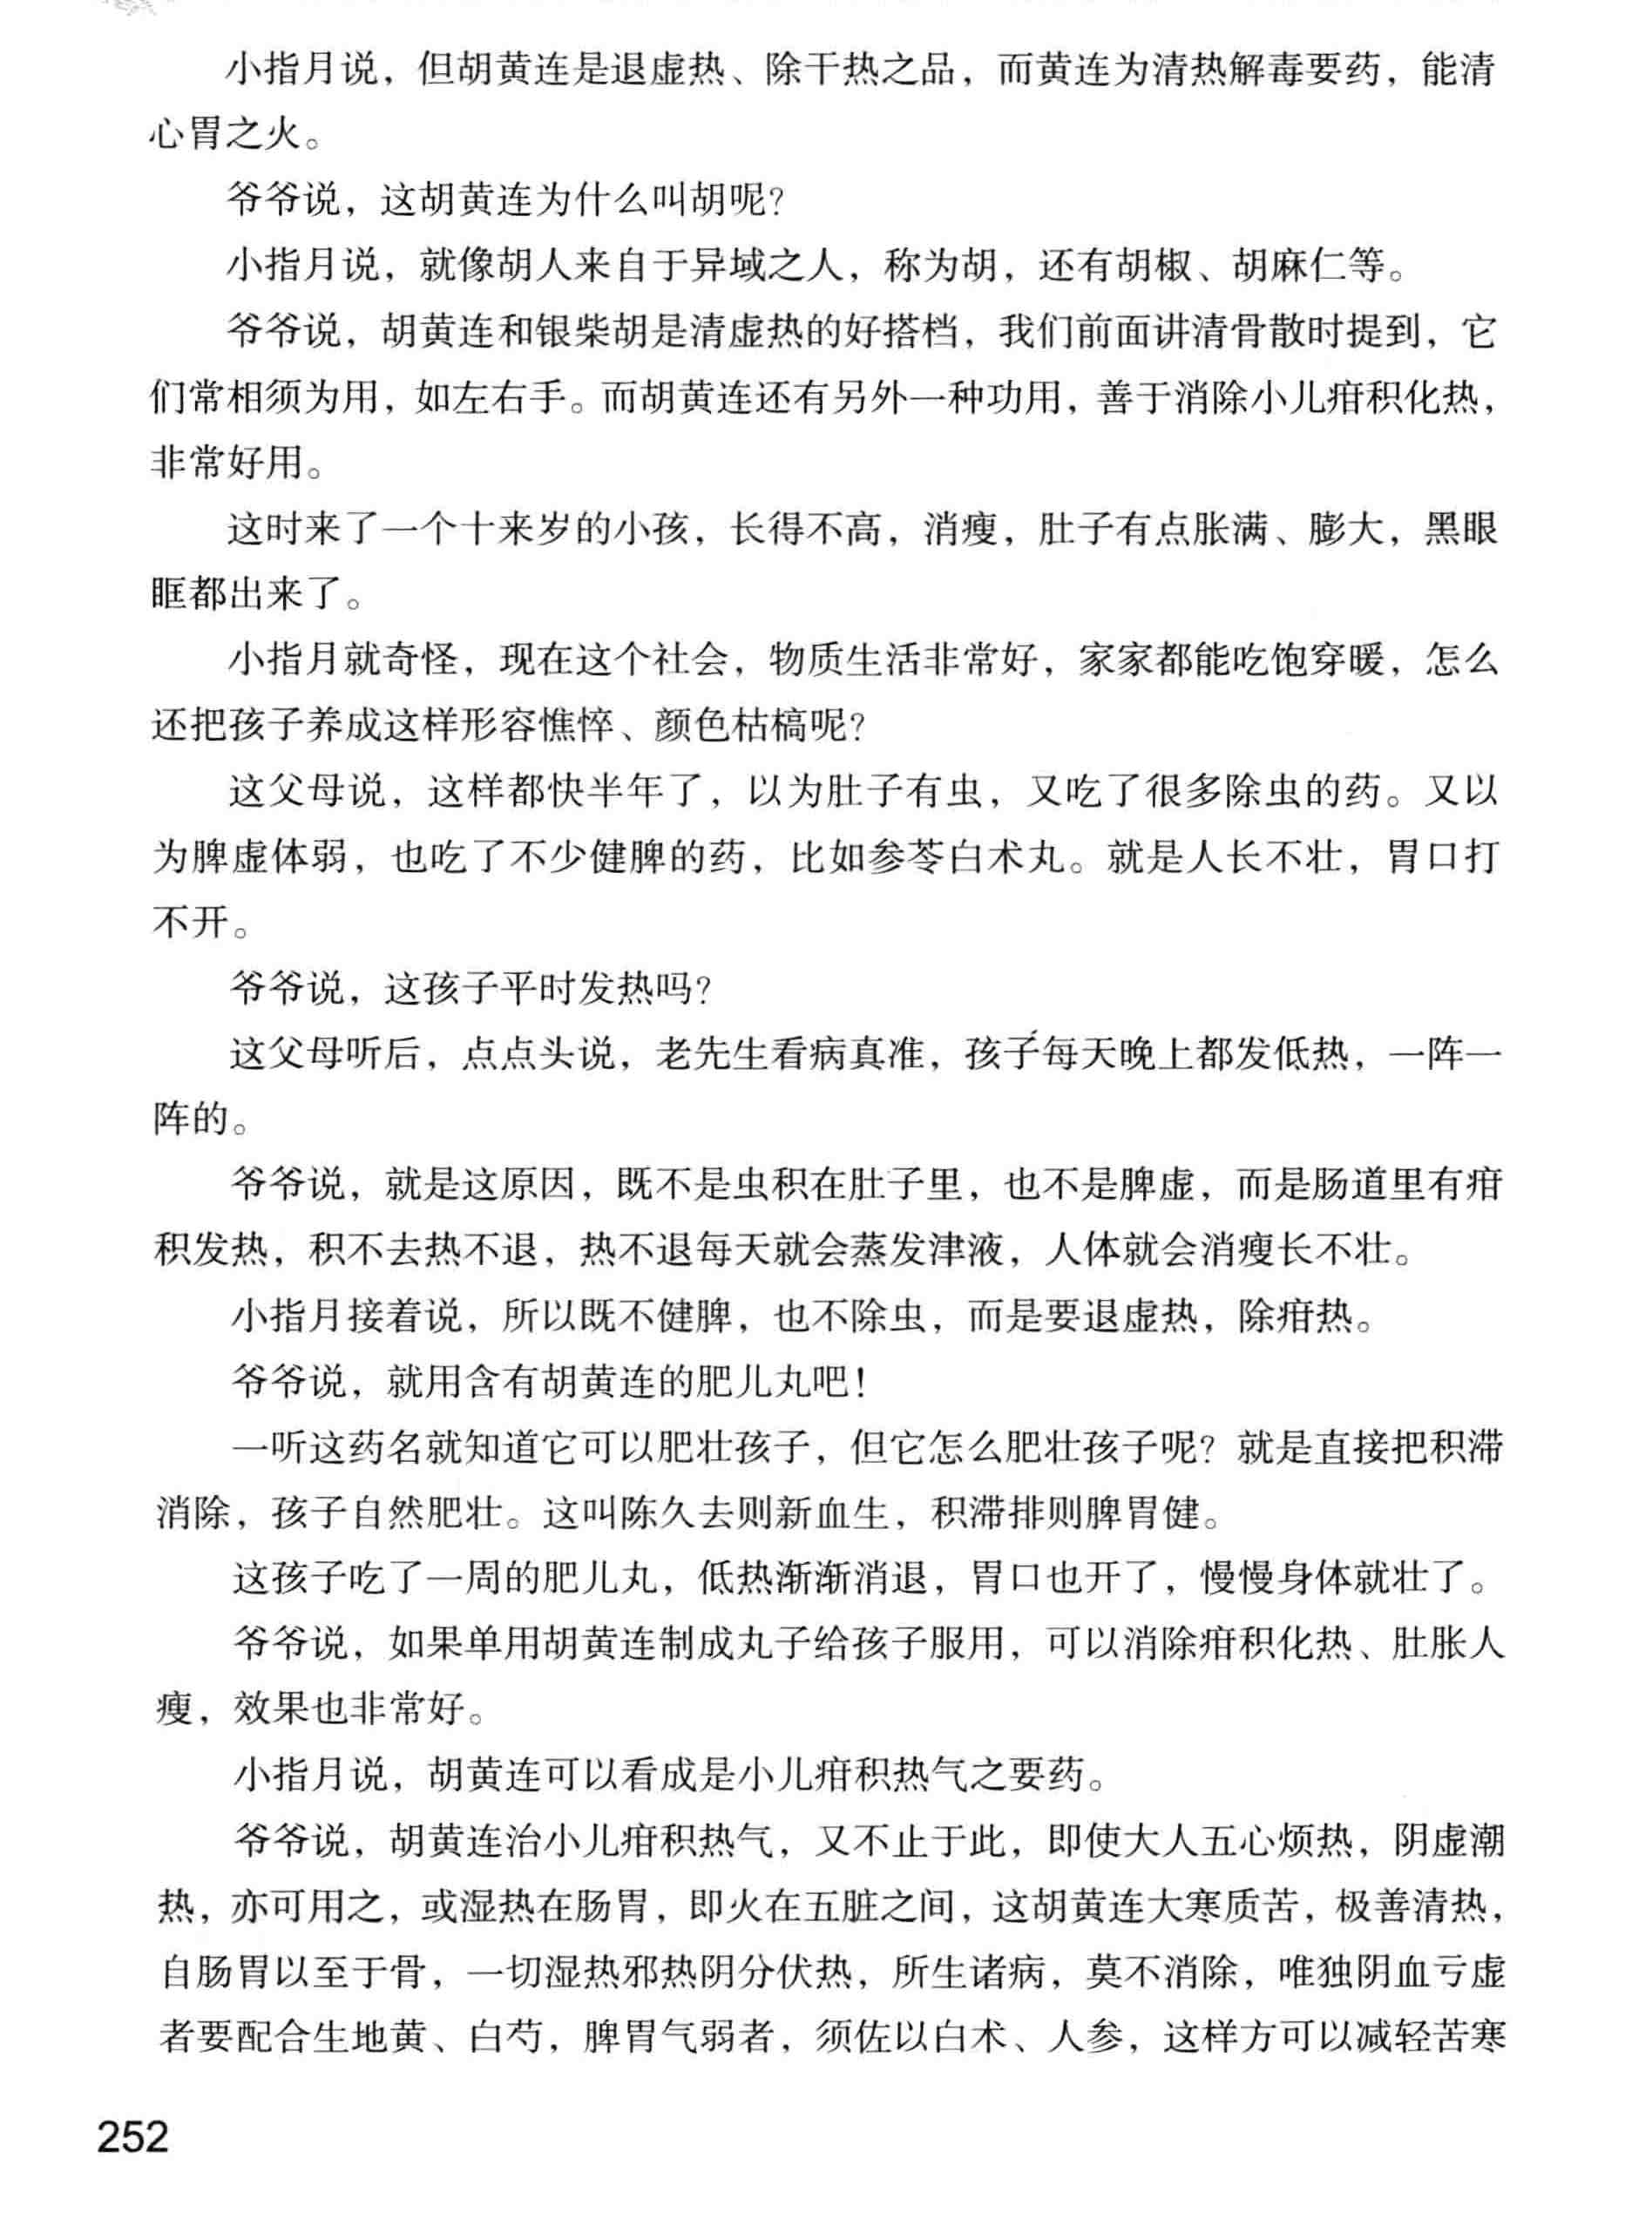 小指月说，但胡黄连是退虚热、除干热之品，而黄连为清热解毒要药，能清
心胃之火。
爷爷说，这胡黄连为什么叫胡呢？
小指月说，就像胡人来自于异域之人，称为胡，还有胡椒、胡麻仁等。
爷爷说，胡黄连和银柴胡是清虚热的好搭档，我们前面讲清骨散时提到，它
们常相须为用，如左右手。而胡黄连还有另外一种功用，善于消除小儿疳积化热，
非常好用。
这时来了一个十来岁的小孩，长得不高，消瘦，肚子有点胀满、膨大，黑眼
眶都出来了。
小指月就奇怪，现在这个社会，物质生活非常好，家家都能吃饱穿暖，怎么
还把孩子养成这样形容憔悴、颜色枯槁呢？
这父母说，这样都快半年了，以为肚子有虫，又吃了很多除虫的药。又以
为脾虚体弱，也吃了不少健脾的药，比如参苓白术丸。就是人长不壮，胃口打
不开。
爷爷说，这孩子平时发热吗？
这父母听后，点点头说，老先生看病真准，孩子每天晚上都发低热，一阵一
阵的。
爷爷说，就是这原因，既不是虫积在肚子里，也不是脾虚，而是肠道里有疳
积发热，积不去热不退，热不退每天就会蒸发津液，人体就会消瘦长不壮。
小指月接着说，所以既不健脾，也不除虫，而是要退虚热，除疳热。
爷爷说，就用含有胡黄连的肥儿丸吧！
一听这药名就知道它可以肥壮孩子，但它怎么肥壮孩子呢？就是直接把积滞
消除，孩子自然肥壮。这叫陈久去则新血生，积滞排则脾胃健。
这孩子吃了一周的肥儿丸，低热渐渐消退，胃口也开了，慢慢身体就壮了。
爷爷说，如果单用胡黄连制成丸子给孩子服用，可以消除疳积化热、肚胀人
瘦，效果也非常好。
小指月说，胡黄连可以看成是小儿疳积热气之要药。
爷爷说，胡黄连治小儿疳积热气，又不止于此，即使大人五心烦热，阴虚潮
热，亦可用之，或湿热在肠胃，即火在五脏之间，这胡黄连大寒质苦，极善清热，
自肠胃以至于骨，一切湿热邪热阴分伏热，所生诸病，莫不消除，唯独阴血亏虚
者要配合生地黄、白芍，脾胃气弱者，须佐以白术、人参，这样方可以减轻苦寒
252